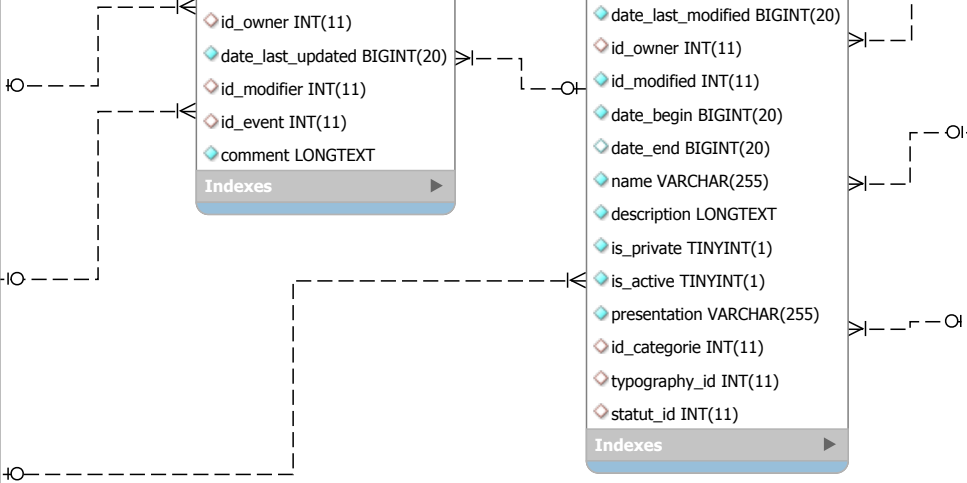 id_owner INT(11)
date_last_updated BIGINT(20)
id_modifier INT(11)
id_event INT(11)
comment LONGTEXT
Indexes
date_last_modified BIGINT(20)
id_owner INT(11)
id_modified INT(11)
date_begin BIGINT(20)
date_end BIGINT(20)
name VARCHAR(255)
description LONGTEXT
is_private TINYINT(1)
is_active TINYINT(1)
presentation VARCHAR(255)
id_categorie INT(11)
typography_id INT(11)
statut_id INT(11)
Indexes